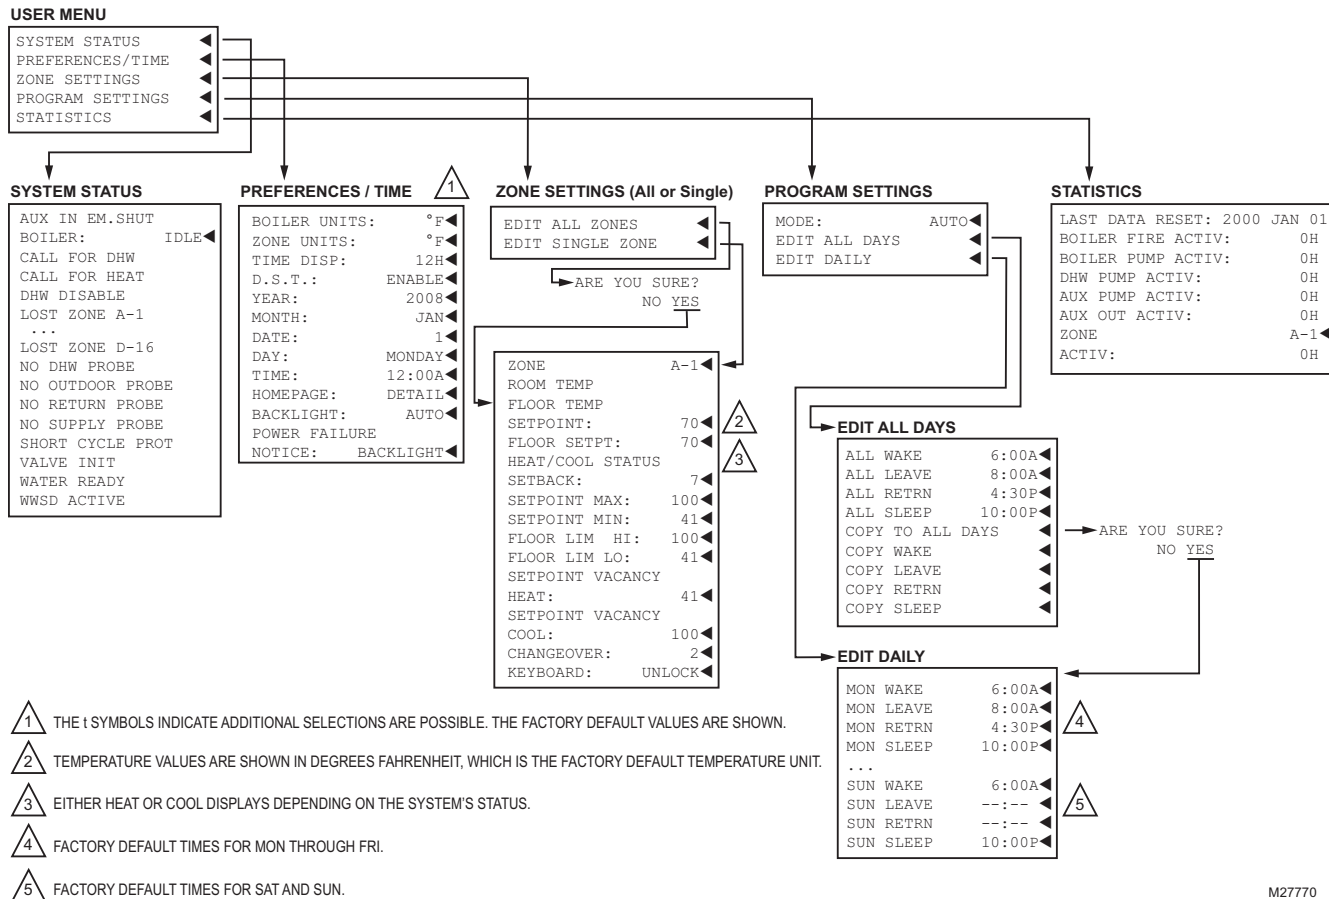 USER MENU
SYSTEM STATUS ◀
PREFERENCES/TIME ◀
ZONE SETTINGS ◀
PROGRAM SETTINGS ◀
STATISTICS ◀
SYSTEM STATUS
AUX IN EM.SHUT
BOILER: IDLE◀
CALL FOR DHW
CALL FOR HEAT
DHW DISABLE
LOST ZONE A-1
...
LOST ZONE D-16
NO DHW PROBE
NO OUTDOOR PROBE
NO RETURN PROBE
NO SUPPLY PROBE
SHORT CYCLE PROT
VALVE INIT
WATER READY
WWSD ACTIVE
PREFERENCES / TIME
1
BOILER UNITS: °F◀
ZONE UNITS: °F◀
TIME DISP: 12H◀
D.S.T.: ENABLE◀
YEAR: 2008◀
MONTH: JAN◀
DATE: 1◀
DAY: MONDAY◀
TIME: 12:00A◀
HOMEPAGE: DETAIL◀
BACKLIGHT: AUTO◀
POWER FAILURE
NOTICE: BACKLIGHT◀
ZONE SETTINGS (All or Single)
EDIT ALL ZONES ◀
EDIT SINGLE ZONE ◀
ARE YOU SURE?
NO YES
ZONE A-1◀
ROOM TEMP
FLOOR TEMP
SETPOINT: 70◀
2
FLOOR SETPT: 70◀
HEAT/COOL STATUS
3
SETBACK: 7◀
SETPOINT MAX: 100◀
SETPOINT MIN: 41◀
FLOOR LIM HI: 100◀
FLOOR LIM LO: 41◀
SETPOINT VACANCY
HEAT: 41◀
SETPOINT VACANCY
COOL: 100◀
CHANGEOVER: 2◀
KEYBOARD: UNLOCK◀
PROGRAM SETTINGS
MODE: AUTO◀
EDIT ALL DAYS ◀
EDIT DAILY ◀
STATISTICS
LAST DATA RESET: 2000 JAN 01
BOILER FIRE ACTIV: 0H
BOILER PUMP ACTIV: 0H
DHW PUMP ACTIV: 0H
AUX PUMP ACTIV: 0H
AUX OUT ACTIV: 0H
ZONE A-1◀
ACTIV: 0H
EDIT ALL DAYS
ALL WAKE 6:00A◀
ALL LEAVE 8:00A◀
ALL RETRN 4:30P◀
ALL SLEEP 10:00P◀
COPY TO ALL DAYS ◀
COPY WAKE ◀
COPY LEAVE ◀
COPY RETRN ◀
COPY SLEEP ◀
ARE YOU SURE?
NO YES
EDIT DAILY
MON WAKE 6:00A◀
MON LEAVE 8:00A◀
MON RETRN 4:30P◀
4
MON SLEEP 10:00P◀
...
SUN WAKE 6:00A◀
SUN LEAVE --:-- ◀
5
SUN RETRN --:-- ◀
SUN SLEEP 10:00P◀
1 THE t SYMBOLS INDICATE ADDITIONAL SELECTIONS ARE POSSIBLE. THE FACTORY DEFAULT VALUES ARE SHOWN.
2 TEMPERATURE VALUES ARE SHOWN IN DEGREES FAHRENHEIT, WHICH IS THE FACTORY DEFAULT TEMPERATURE UNIT.
3 EITHER HEAT OR COOL DISPLAYS DEPENDING ON THE SYSTEM'S STATUS.
4 FACTORY DEFAULT TIMES FOR MON THROUGH FRI.
5 FACTORY DEFAULT TIMES FOR SAT AND SUN.
M27770